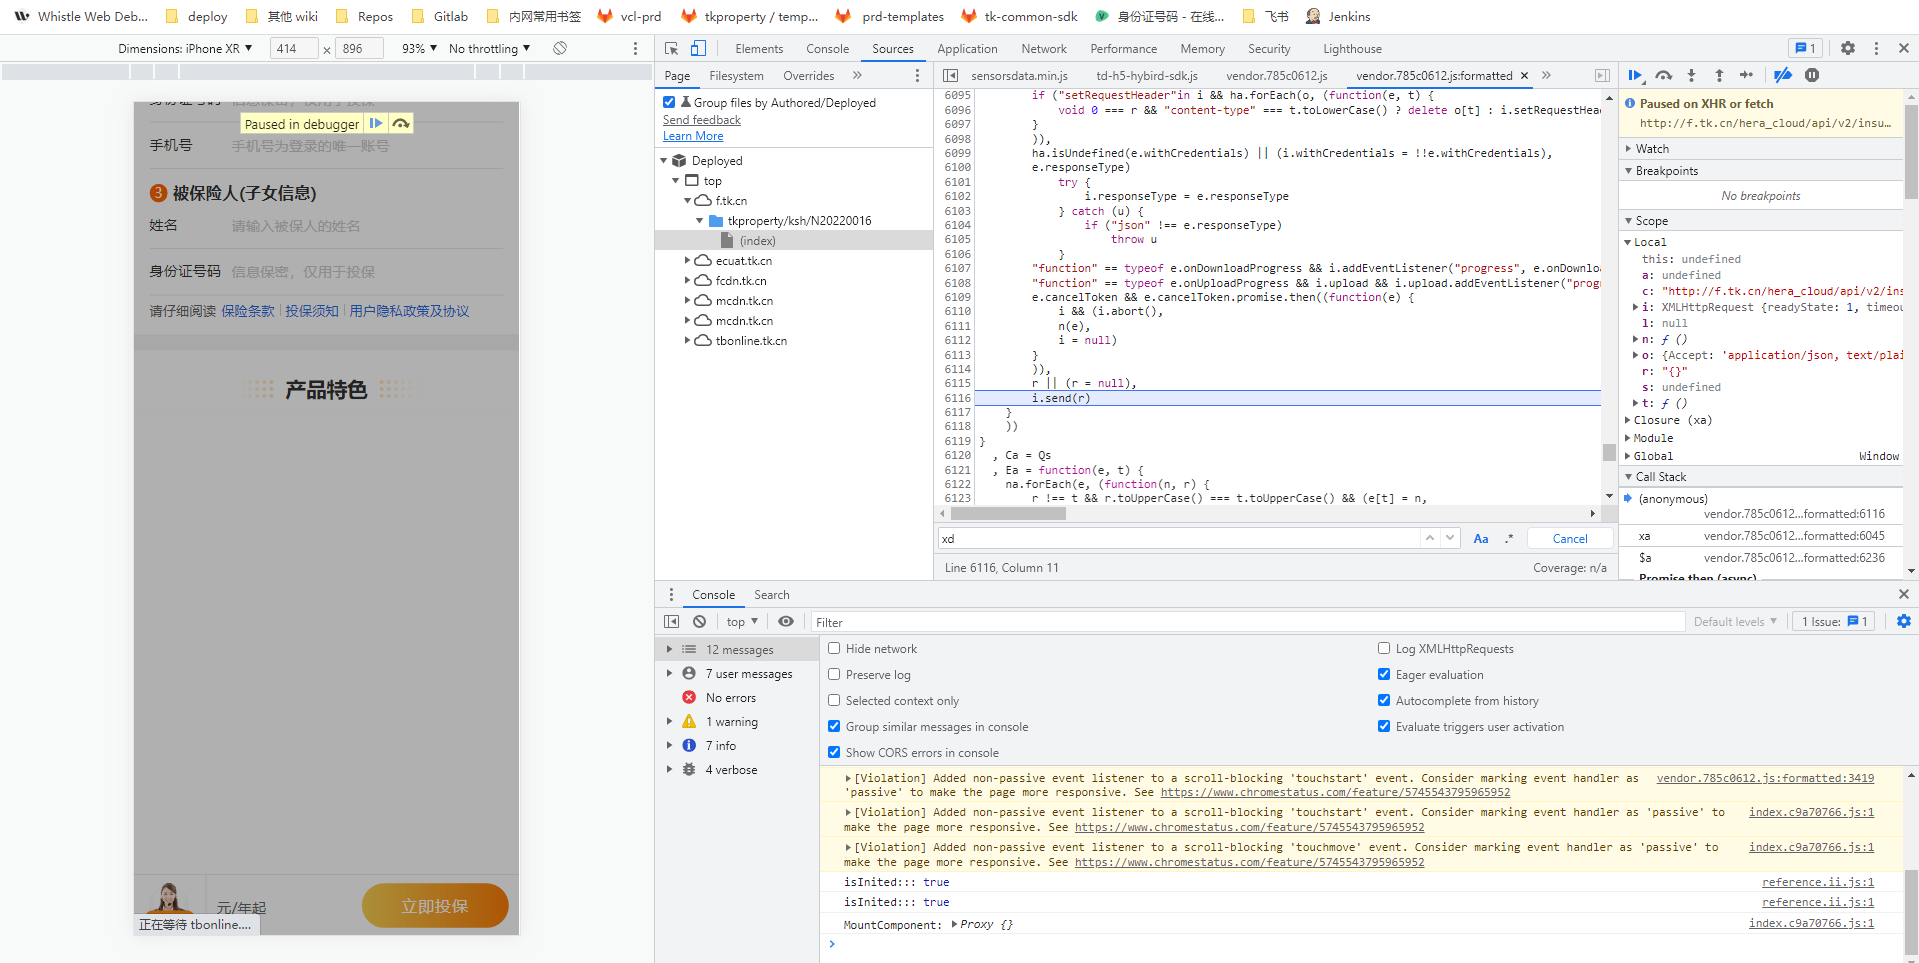 Whistle Web Deb... deploy 其他 wiki Repos Gitlab 内网常用书签 vcl-prd tkproperty / temp... prd-templates tk-common-sdk 身份证号码 - 在线... 飞书 Jenkins
Dimensions: iPhone XR ▼ 414 × 896 93% ▼ No throttling ▼
Elements Console Sources Application Network Performance Memory Security Lighthouse 1
Page Filesystem Overrides »
sensorsdata.min.js td-h5-hybird-sdk.js vendor.785c0612.js vendor.785c0612.js:formatted × »
身份证号码 信息保密，仅用于投保
Paused in debugger
手机号 手机号为登录的唯一账号
3 被保险人(子女信息)
姓名 请输入被保人的姓名
身份证号码 信息保密，仅用于投保
请仔细阅读 保险条款 | 投保须知 | 用户隐私政策及协议
产品特色
元/年起
立即投保
正在等待 tbonline....
Group files by Authored/Deployed
Send feedback
Learn More
Deployed
top
f.tk.cn
tkproperty/ksh/N20220016
(index)
ecuat.tk.cn
fcdn.tk.cn
mcdn.tk.cn
mcdn.tk.cn
tbonline.tk.cn
6095 if ("setRequestHeader"in i && ha.forEach(o, (function(e, t) {
6096 void 0 === r && "content-type" === t.toLowerCase() ? delete o[t] : i.setRequestHea
6097 }
6098 )),
6099 ha.isUndefined(e.withCredentials) || (i.withCredentials = !!e.withCredentials),
6100 e.responseType)
6101 try {
6102 i.responseType = e.responseType
6103 } catch (u) {
6104 if ("json" !== e.responseType)
6105 throw u
6106 }
6107 "function" == typeof e.onDownloadProgress && i.addEventListener("progress", e.onDownloa
6108 "function" == typeof e.onUploadProgress && i.upload && i.upload.addEventListener("progr
6109 e.cancelToken && e.cancelToken.promise.then((function(e) {
6110 i && (i.abort(),
6111 n(e),
6112 i = null)
6113 }
6114 )),
6115 r || (r = null),
6116 i.send(r)
6117 }
6118 ))
6119 }
6120 , Ca = Qs
6121 , Ea = function(e, t) {
6122 na.forEach(e, (function(n, r) {
6123 r !== t && r.toUpperCase() === t.toUpperCase() && (e[t] = n,
xd Aa .* Cancel
Line 6116, Column 11 Coverage: n/a
Paused on XHR or fetch
http://f.tk.cn/hera_cloud/api/v2/insu…
Watch
Breakpoints
No breakpoints
Scope
Local
this: undefined
a: undefined
c: "http://f.tk.cn/hera_cloud/api/v2/ins
i: XMLHttpRequest {readyState: 1, timeou
l: null
n: ƒ ()
o: {Accept: 'application/json, text/plai
r: "{}"
s: undefined
t: ƒ ()
Closure (xa)
Module
Global Window
Call Stack
(anonymous)
vendor.785c0612…formatted:6116
xa vendor.785c0612…formatted:6045
$a vendor.785c0612…formatted:6236
Promise.then (async)
Console Search
top ▼ Filter Default levels ▼ 1 Issue: 1
12 messages
7 user messages
No errors
1 warning
7 info
4 verbose
Hide network Log XMLHttpRequests
Preserve log Eager evaluation
Selected context only Autocomplete from history
Group similar messages in console Evaluate triggers user activation
Show CORS errors in console
[Violation] Added non-passive event listener to a scroll-blocking 'touchstart' event. Consider marking event handler as vendor.785c0612.js:formatted:3419
'passive' to make the page more responsive. See https://www.chromestatus.com/feature/5745543795965952
[Violation] Added non-passive event listener to a scroll-blocking 'touchstart' event. Consider marking event handler as 'passive' to index.c9a70766.js:1
make the page more responsive. See https://www.chromestatus.com/feature/5745543795965952
[Violation] Added non-passive event listener to a scroll-blocking 'touchmove' event. Consider marking event handler as 'passive' to index.c9a70766.js:1
make the page more responsive. See https://www.chromestatus.com/feature/5745543795965952
isInited::: true reference.ii.js:1
isInited::: true reference.ii.js:1
MountComponent: Proxy {} index.c9a70766.js:1